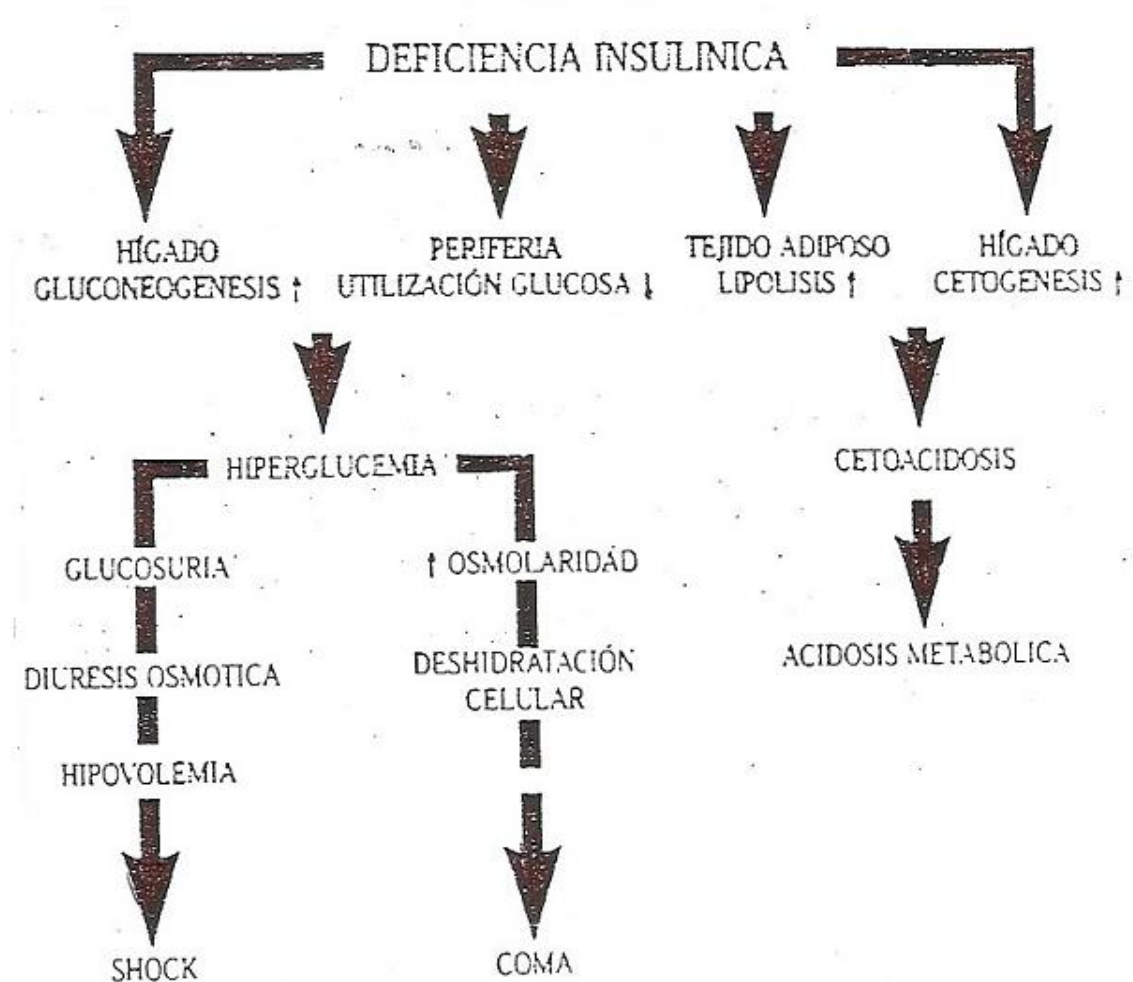 DEFICIENCIA INSULINICA
HÍGADO
GLUCONEOGENESIS ↑
PERIFERIA
UTILIZACIÓN GLUCOSA ↓
TEJIDO ADIPOSO
LIPOLISIS ↑
HÍGADO
CETOGENESIS ↑
HIPERGLUCEMIA
CETOACIDOSIS
GLUCOSURIA
↑ OSMOLARIDAD
DIURESIS OSMOTICA
DESHIDRATACIÓN
CELULAR
ACIDOSIS METABOLICA
HIPOVOLEMIA
SHOCK
COMA